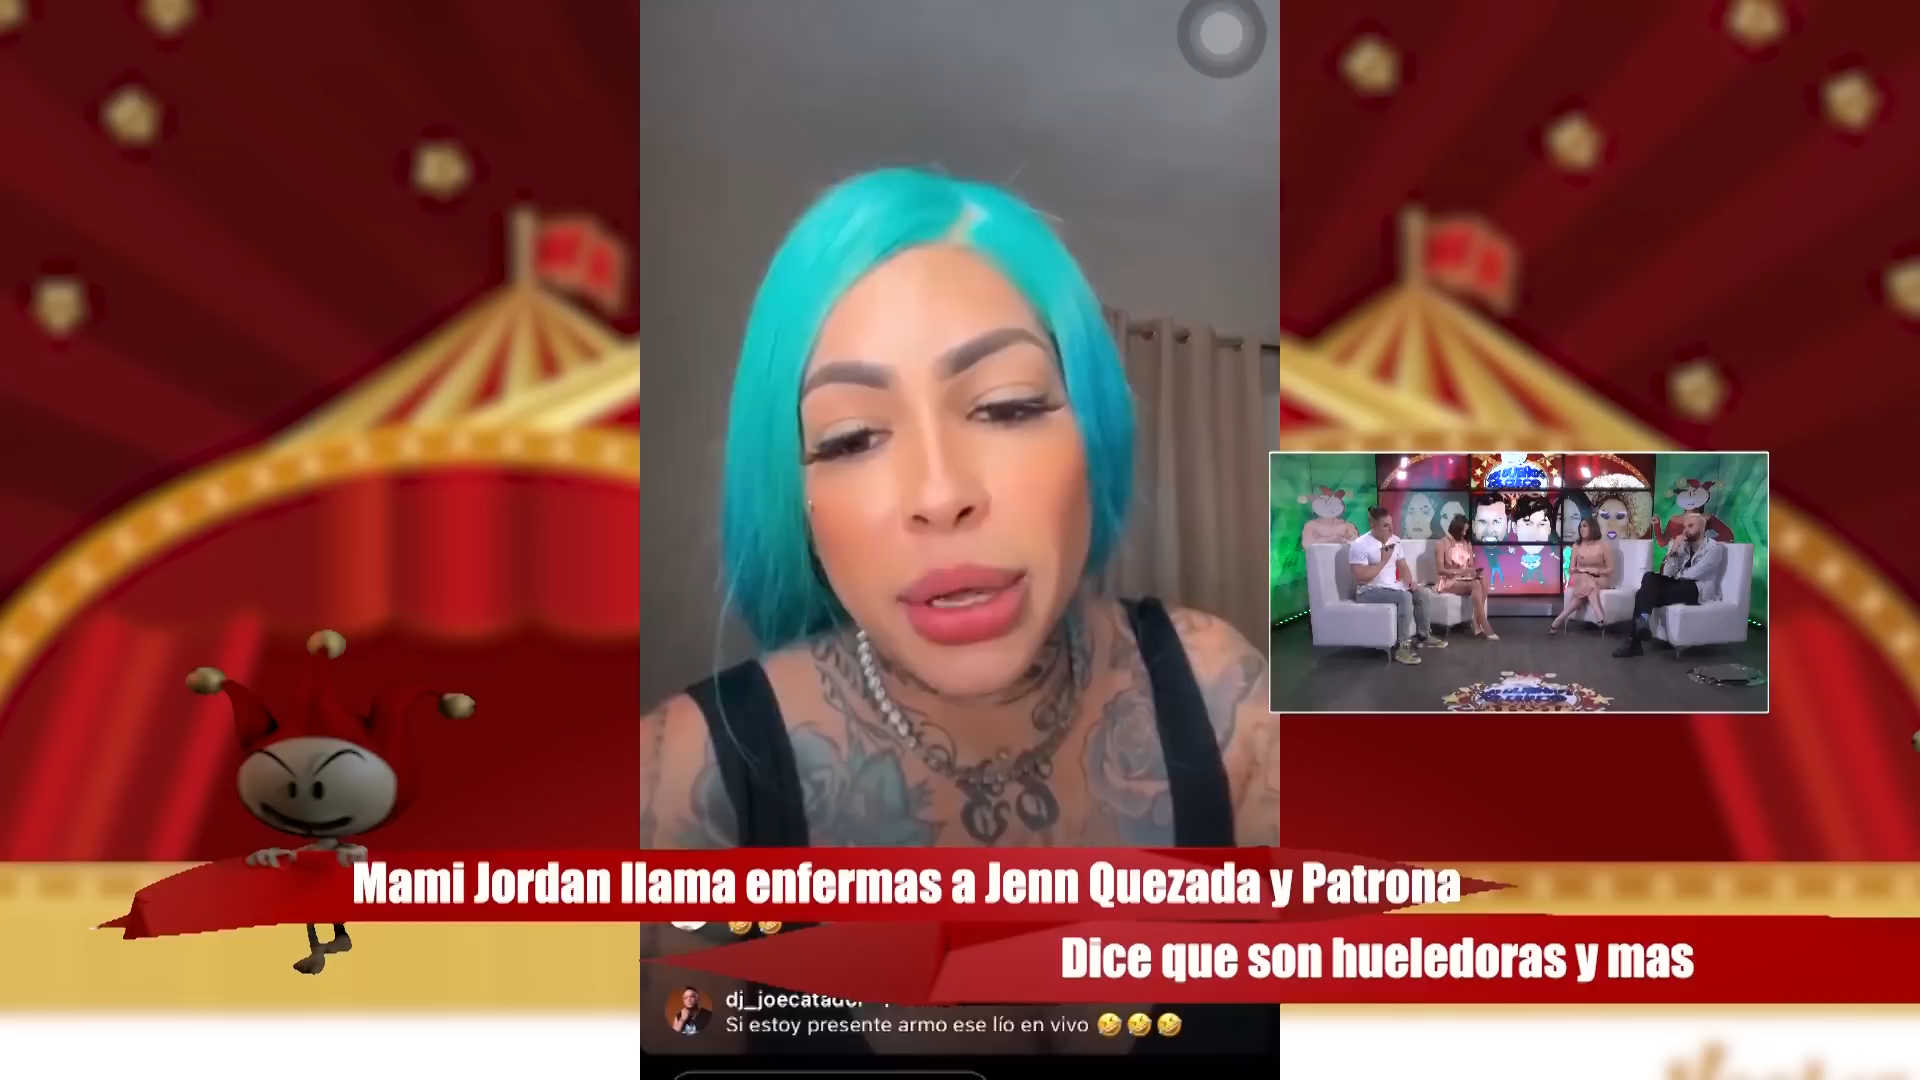 Mami Jordan llama enfermas a Jenn Quezada y Patrona
Dice que son hueledoras y mas
Si estoy presente armo ese lío en vivo 🤣🤣🤣